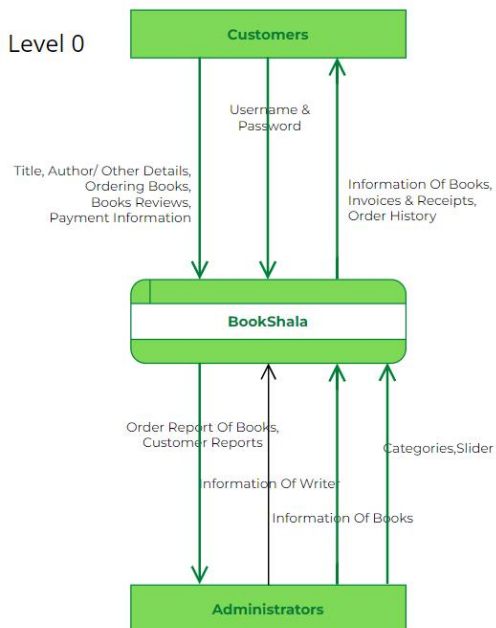 Level 0
Customers
Username &
Password
Title, Author/ Other Details,
Ordering Books,
Books Reviews,
Payment Information
Information Of Books,
Invoices & Receipts,
Order History
BookShala
Order Report Of Books,
Customer Reports
Categories,Slider
Information Of Writer
Information Of Books
Administrators